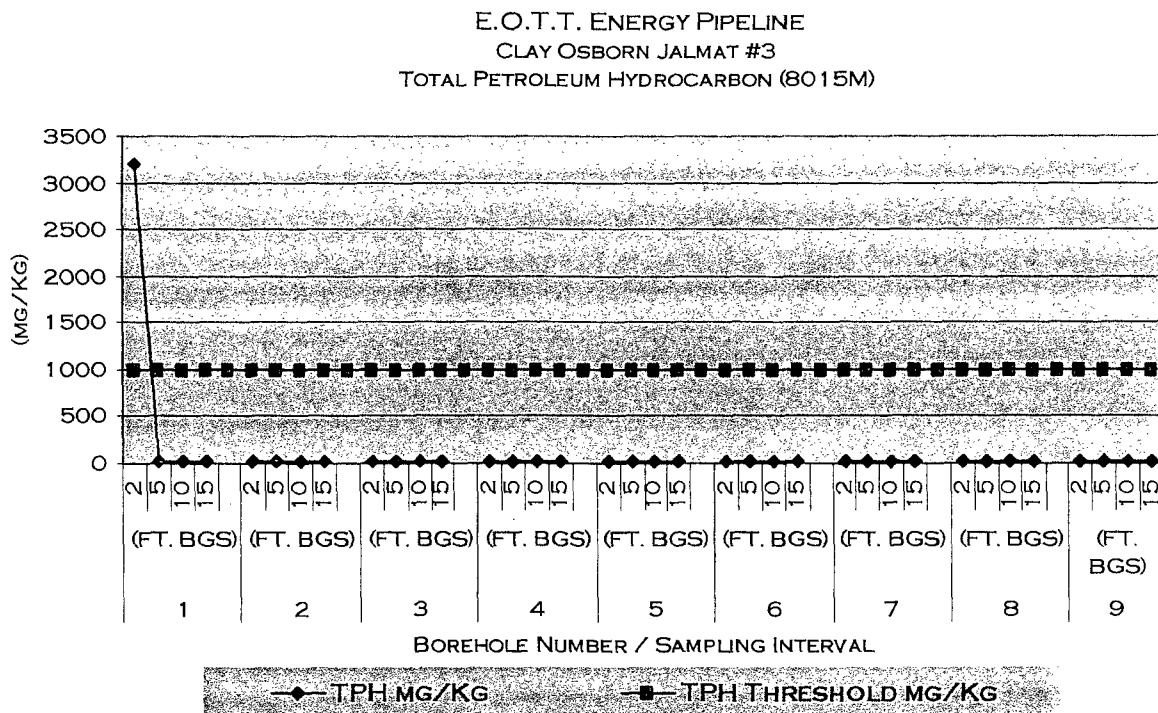 E.O.T.T. ENERGY PIPELINE
CLAY OSBORN JALMAT #3
TOTAL PETROLEUM HYDROCARBON (8015M)
(MG/KG)
3500
3000
2500
2000
1500
1000
500
0
2 5 10 15 2 5 10 15 2 5 10 15 2 5 10 15 2 5 10 15 2 5 10 15 2 5 10 15 2 5 10 15 2 5 10 15
(FT. BGS) (FT. BGS) (FT. BGS) (FT. BGS) (FT. BGS) (FT. BGS) (FT. BGS) (FT. BGS) (FT.
BGS)
1 2 3 4 5 6 7 8 9
BOREHOLE NUMBER / SAMPLING INTERVAL
TPH MG/KG TPH THRESHOLD MG/KG